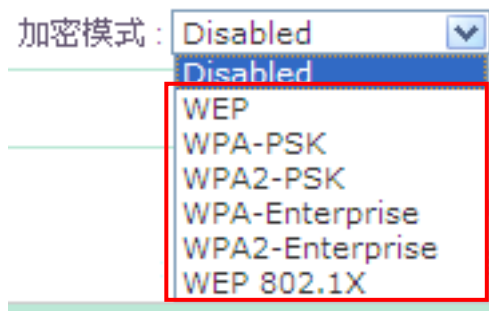 加密模式 : Disabled
Disabled
WEP
WPA-PSK
WPA2-PSK
WPA-Enterprise
WPA2-Enterprise
WEP 802.1X